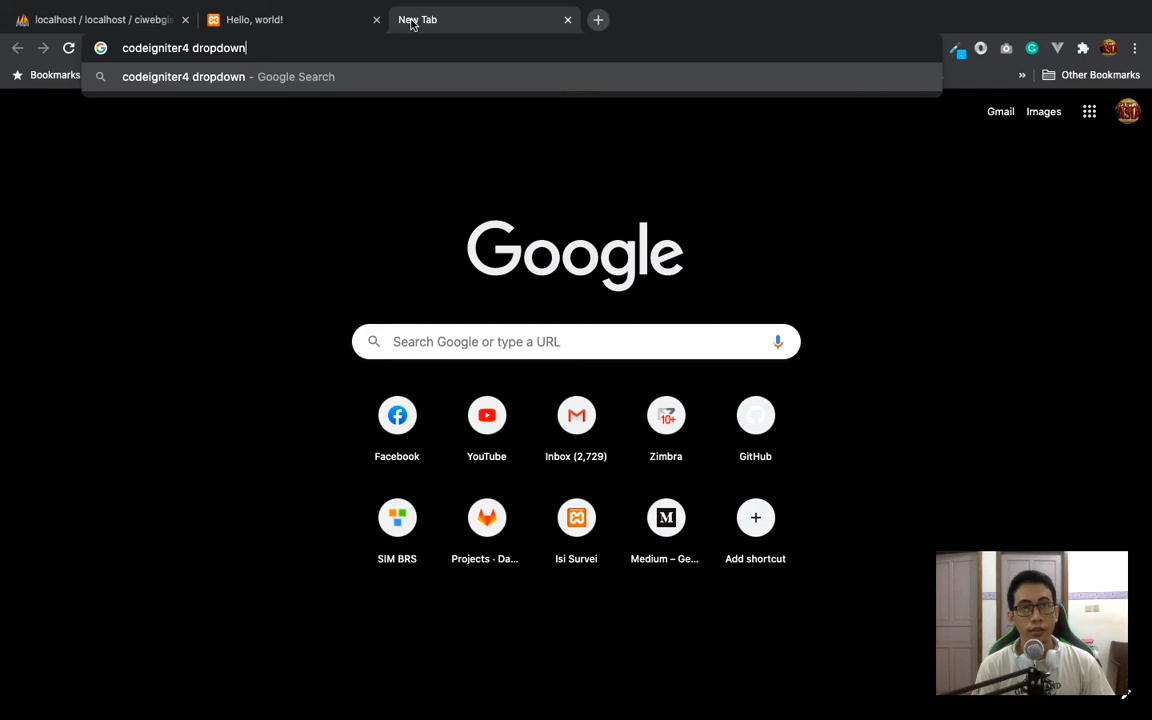 localhost / localhost / ciwebgis
Hello, world!
New Tab
codeigniter4 dropdown
codeigniter4 dropdown - Google Search
Bookmarks
Other Bookmarks
Gmail Images
Google
Search Google or type a URL
10+
Facebook YouTube Inbox (2,729) Zimbra GitHub
SIM BRS Projects · Da... Isi Survei Medium – Ge... Add shortcut